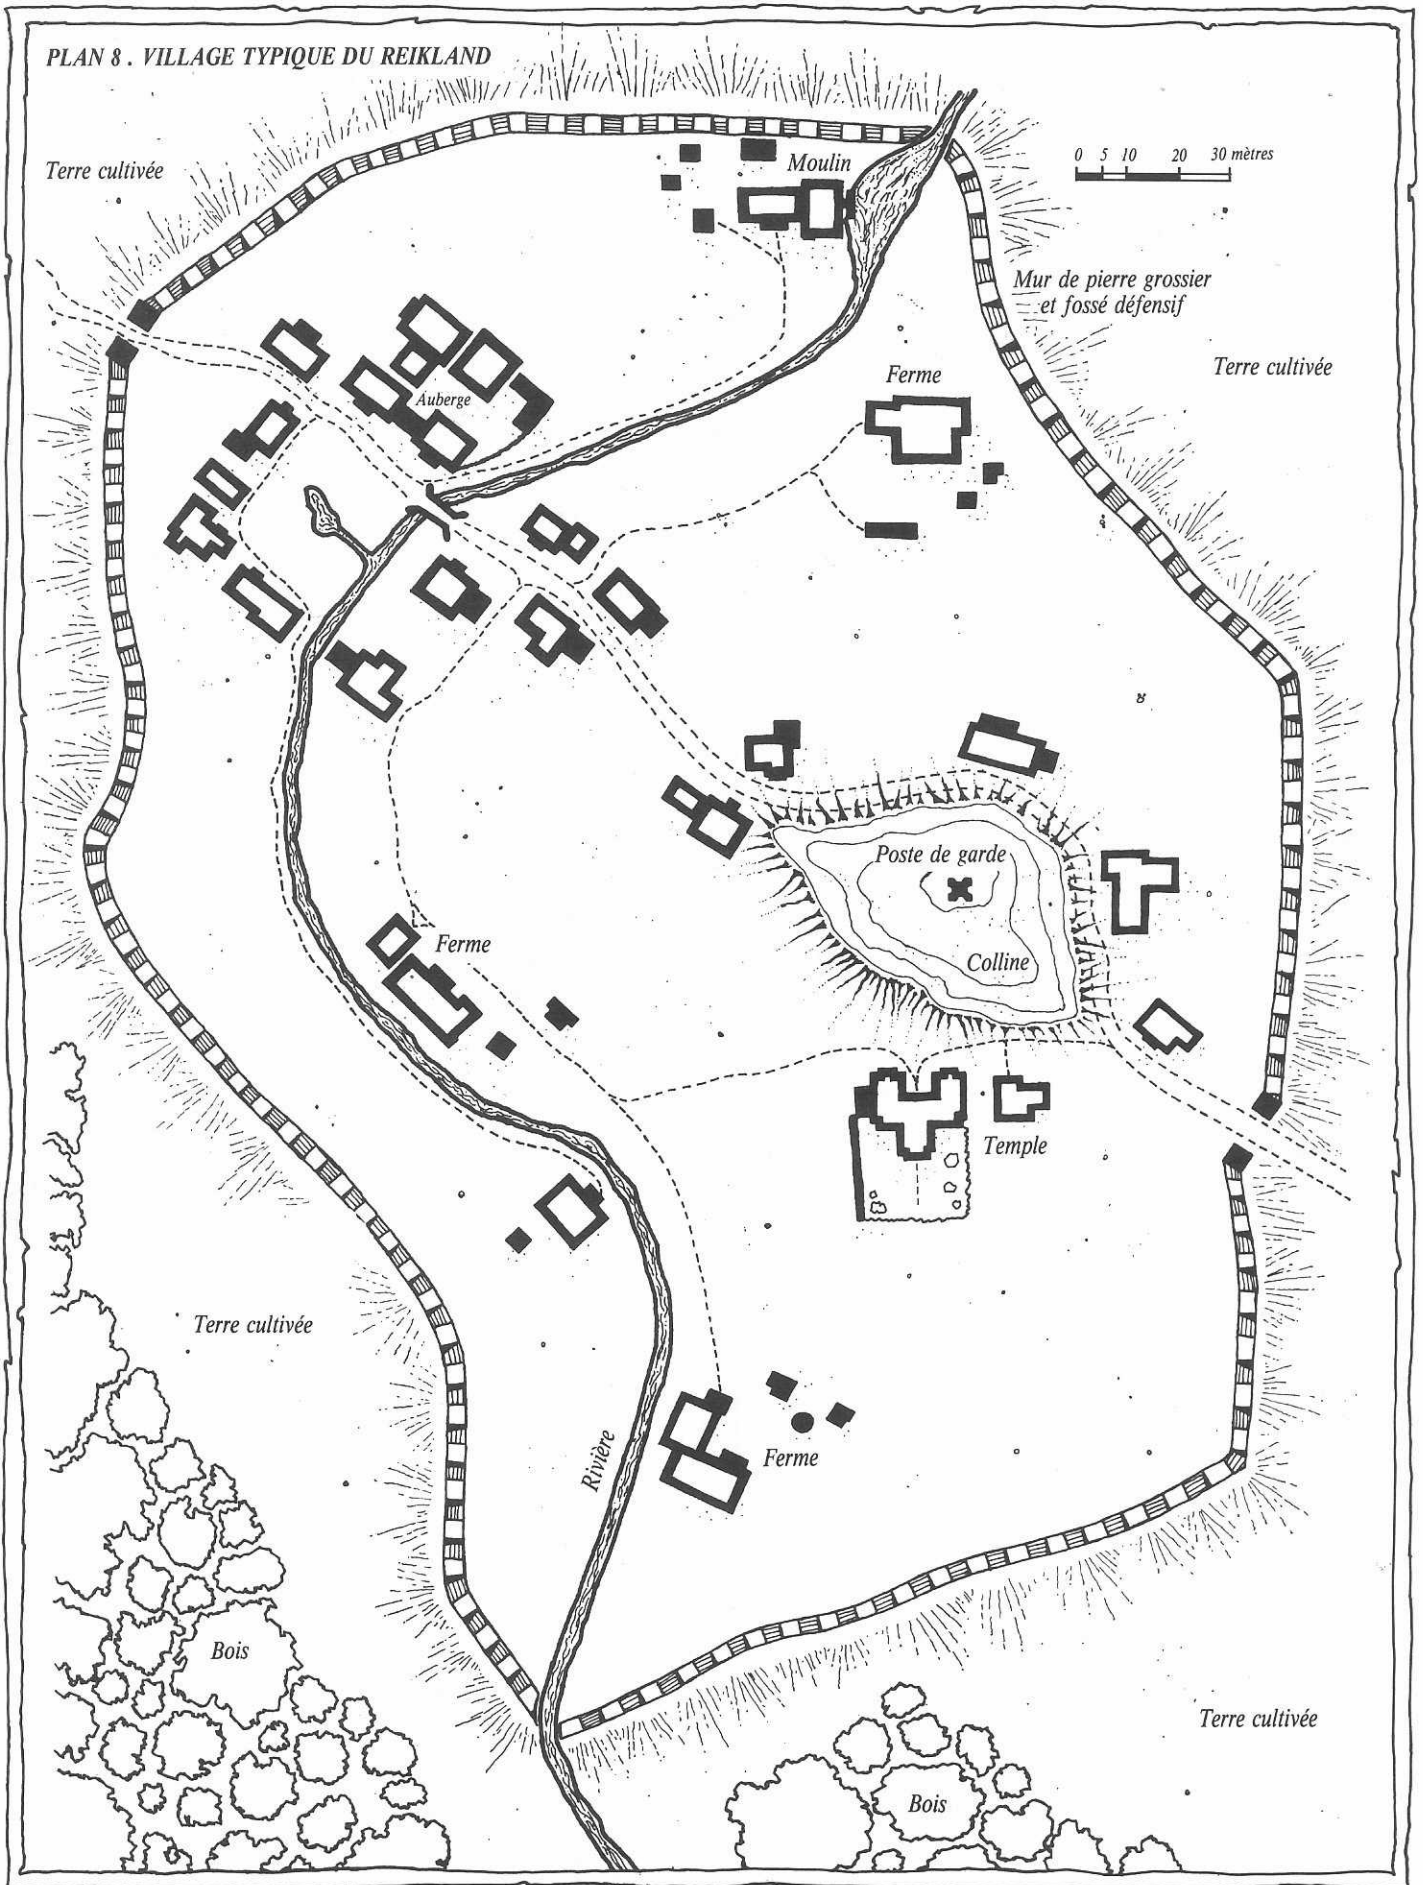 PLAN 8 . VILLAGE TYPIQUE DU REIKLAND
Terre cultivée
Moulin
0 5 10 20 30 mètres
Mur de pierre grossier
et fossé défensif
Terre cultivée
Ferme
Auberge
Poste de garde
Ferme
Colline
Temple
Terre cultivée
Rivière
Ferme
Bois
Terre cultivée
Bois